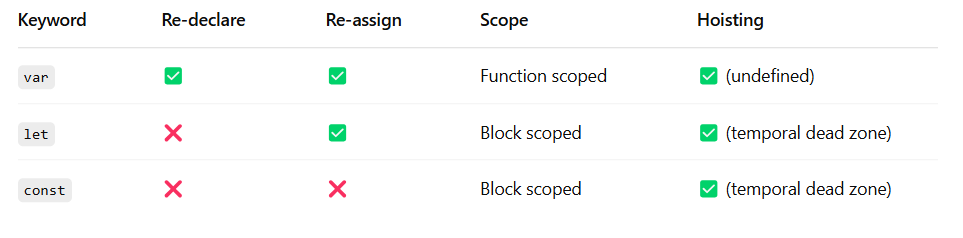 Keyword Re-declare Re-assign Scope Hoisting
var ✅ ✅ Function scoped ✅ (undefined)
let ❌ ✅ Block scoped ✅ (temporal dead zone)
const ❌ ❌ Block scoped ✅ (temporal dead zone)